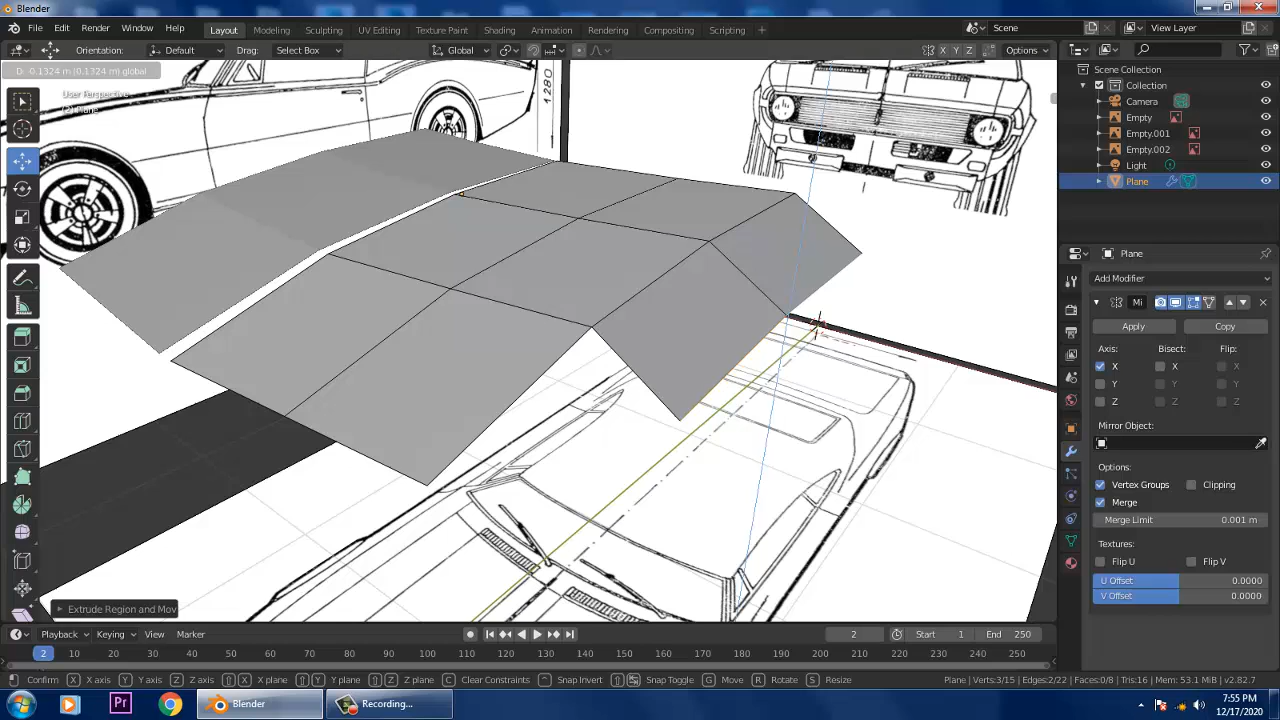 Blender
File Edit Render Window Help Layout Modeling Sculpting UV Editing Texture Paint Shading Animation Rendering Compositing Scripting Scene View Layer
Orientation: Default Drag: Select Box Global X Y Z Options
D: 0.1324 m (0.1324 m) global
User Perspective
(2) Plane
1280
Scene Collection
Collection
Camera
Empty
Empty.001
Empty.002
Light
Plane
Plane
Add Modifier
Mi
Apply Copy
Axis: Bisect: Flip:
X X X
Y Y Y
Z Z Z
Mirror Object:
Options:
Vertex Groups Clipping
Merge
Merge Limit 0.001 m
Textures:
Flip U Flip V
U Offset 0.0000
V Offset 0.0000
Extrude Region and Mov
Playback Keying View Marker 2 Start 1 End 250
2 10 20 30 40 50 60 70 80 90 100 110 120 130 140 150 160 170 180 190 200 210 220 230 240 250
Confirm X X axis Y Y axis Z Z axis X X plane Y Y plane Z Z plane C Clear Constraints Snap Invert Snap Toggle G Move R Rotate S Resize Plane | Verts:3/15 | Edges:2/22 | Faces:0/8 | Tris:16 | Mem: 53.1 MiB | v2.82.7
Pr Blender Recording... 7:55 PM
12/17/2020